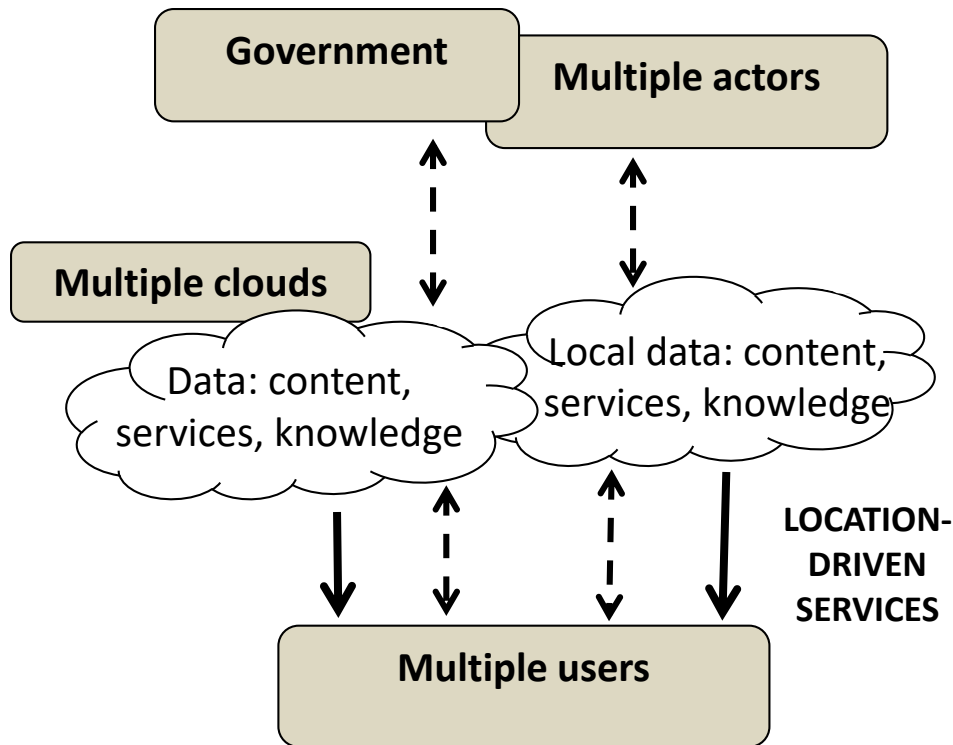 Government
Multiple actors
Multiple clouds
Data: content,
services, knowledge
Local data: content,
services, knowledge
LOCATION-
DRIVEN
SERVICES
Multiple users